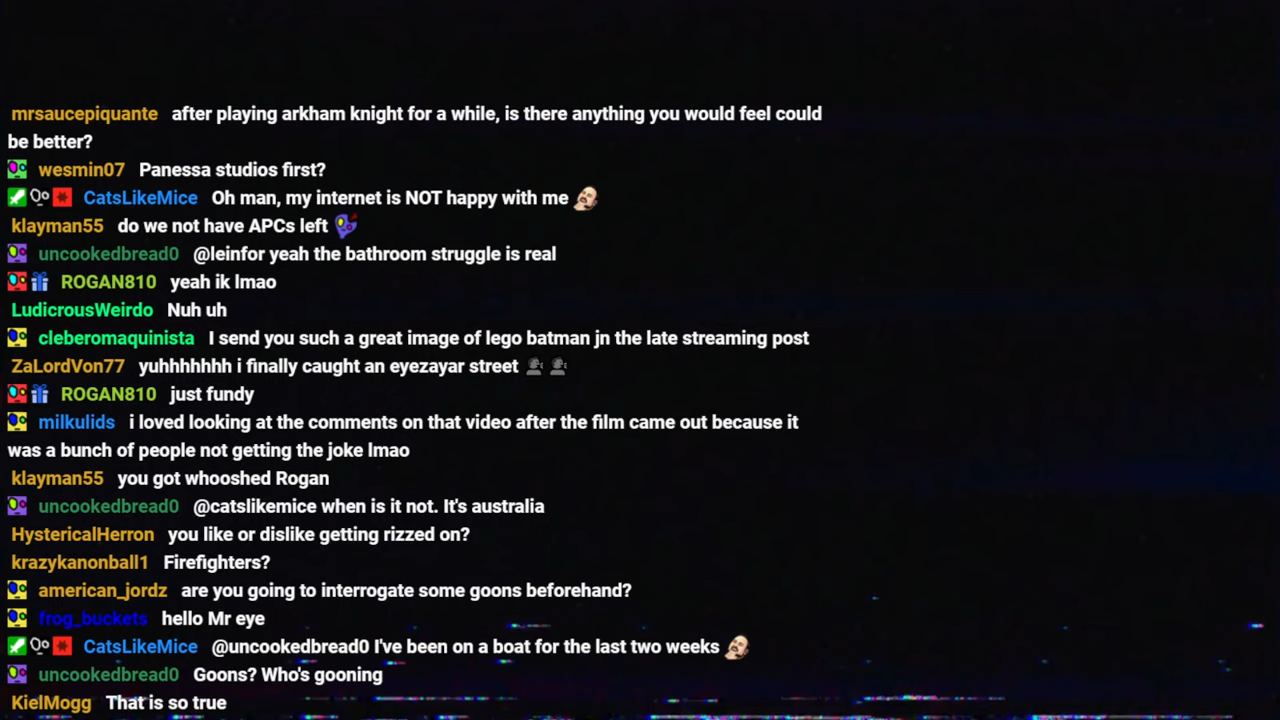 mrsaucepiquante after playing arkham knight for a while, is there anything you would feel could
be better?
wesmin07 Panessa studios first?
CatsLikeMice Oh man, my internet is NOT happy with me
klayman55 do we not have APCs left
uncookedbread0 @leinfor yeah the bathroom struggle is real
ROGAN810 yeah ik lmao
LudicrousWeirdo Nuh uh
cleberomaquinista I send you such a great image of lego batman jn the late streaming post
ZaLordVon77 yuhhhhhhh i finally caught an eyezayar street
ROGAN810 just fundy
milkulids i loved looking at the comments on that video after the film came out because it
was a bunch of people not getting the joke lmao
klayman55 you got whooshed Rogan
uncookedbread0 @catslikemice when is it not. It's australia
HystericalHerron you like or dislike getting rizzed on?
krazykanonball1 Firefighters?
american_jordz are you going to interrogate some goons beforehand?
frog_buckets hello Mr eye
CatsLikeMice @uncookedbread0 I've been on a boat for the last two weeks
uncookedbread0 Goons? Who's gooning
KielMogg That is so true